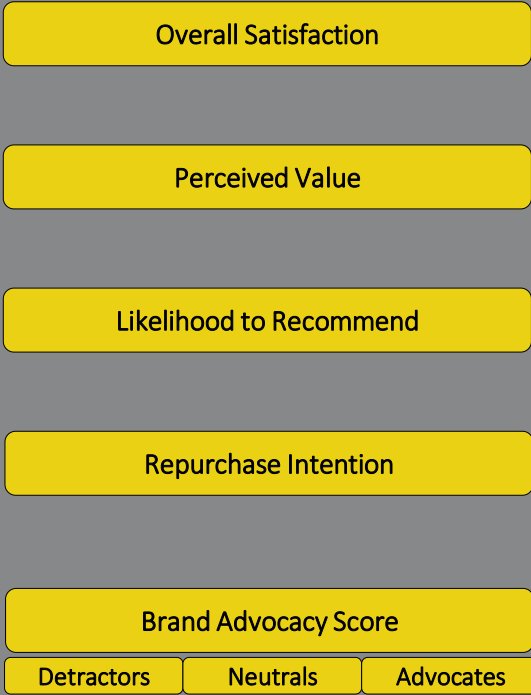 Overall Satisfaction
Perceived Value
Likelihood to Recommend
Repurchase Intention
Brand Advocacy Score
Detractors Neutrals Advocates